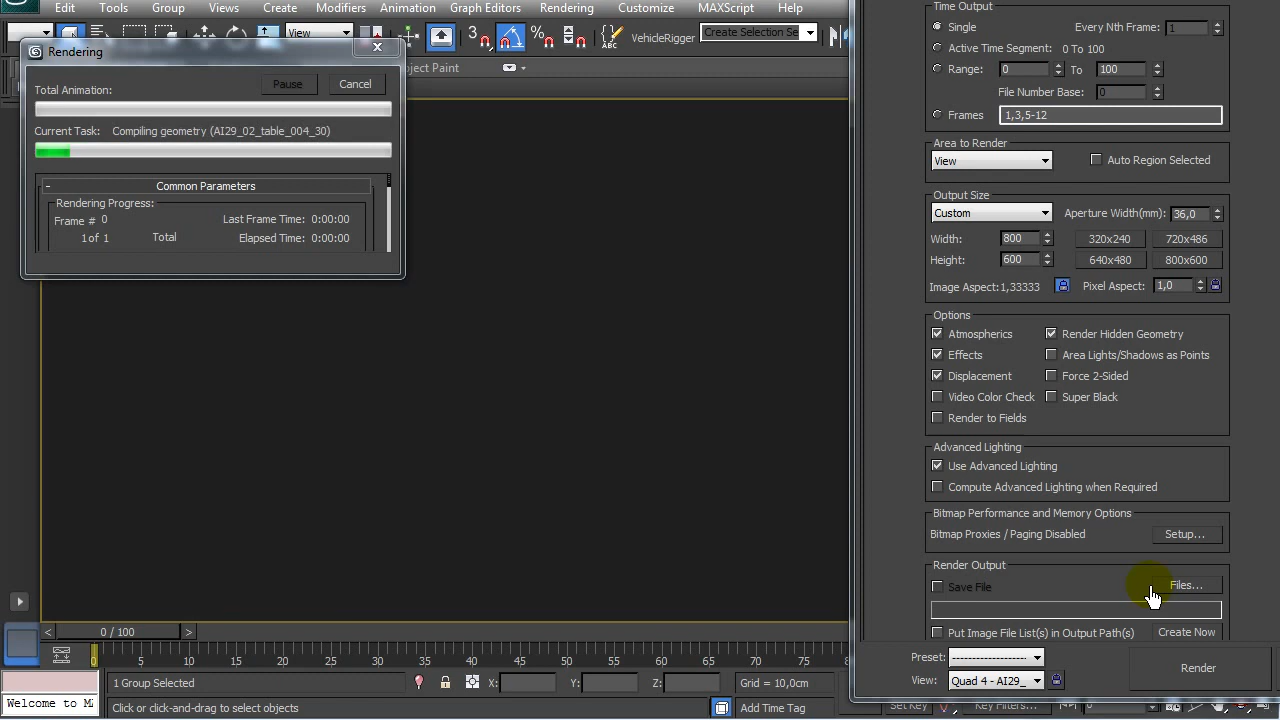 Edit Tools Group Views Create Modifiers Animation Graph Editors Rendering Customize MAXScript Help
View 3 % VehicleRigger Create Selection Se
Rendering
ject Paint
Total Animation: Pause Cancel
Current Task: Compiling geometry (AI29_02_table_004_30)
- Common Parameters
Rendering Progress:
Frame # 0 Last Frame Time: 0:00:00
1 of 1 Total Elapsed Time: 0:00:00
Time Output
Single Every Nth Frame: 1
Active Time Segment: 0 To 100
Range: 0 To 100
File Number Base: 0
Frames 1,3,5-12
Area to Render
View Auto Region Selected
Output Size
Custom Aperture Width(mm): 36,0
Width: 800 320x240 720x486
Height: 600 640x480 800x600
Image Aspect:1,33333 Pixel Aspect: 1,0
Options
Atmospherics Render Hidden Geometry
Effects Area Lights/Shadows as Points
Displacement Force 2-Sided
Video Color Check Super Black
Render to Fields
Advanced Lighting
Use Advanced Lighting
Compute Advanced Lighting when Required
Bitmap Performance and Memory Options
Bitmap Proxies / Paging Disabled Setup...
Render Output
Save File Files...
Put Image File List(s) in Output Path(s) Create Now
Preset: -------------------- Render
View: Quad 4 - AI29_
< 0 / 100 >
0 5 10 15 20 25 30 35 40 45 50 55 60 65 70 75 80
1 Group Selected X: Y: Z: Grid = 10,0cm
Welcome to M Click or click-and-drag to select objects Add Time Tag Set Key Key Filters... 0